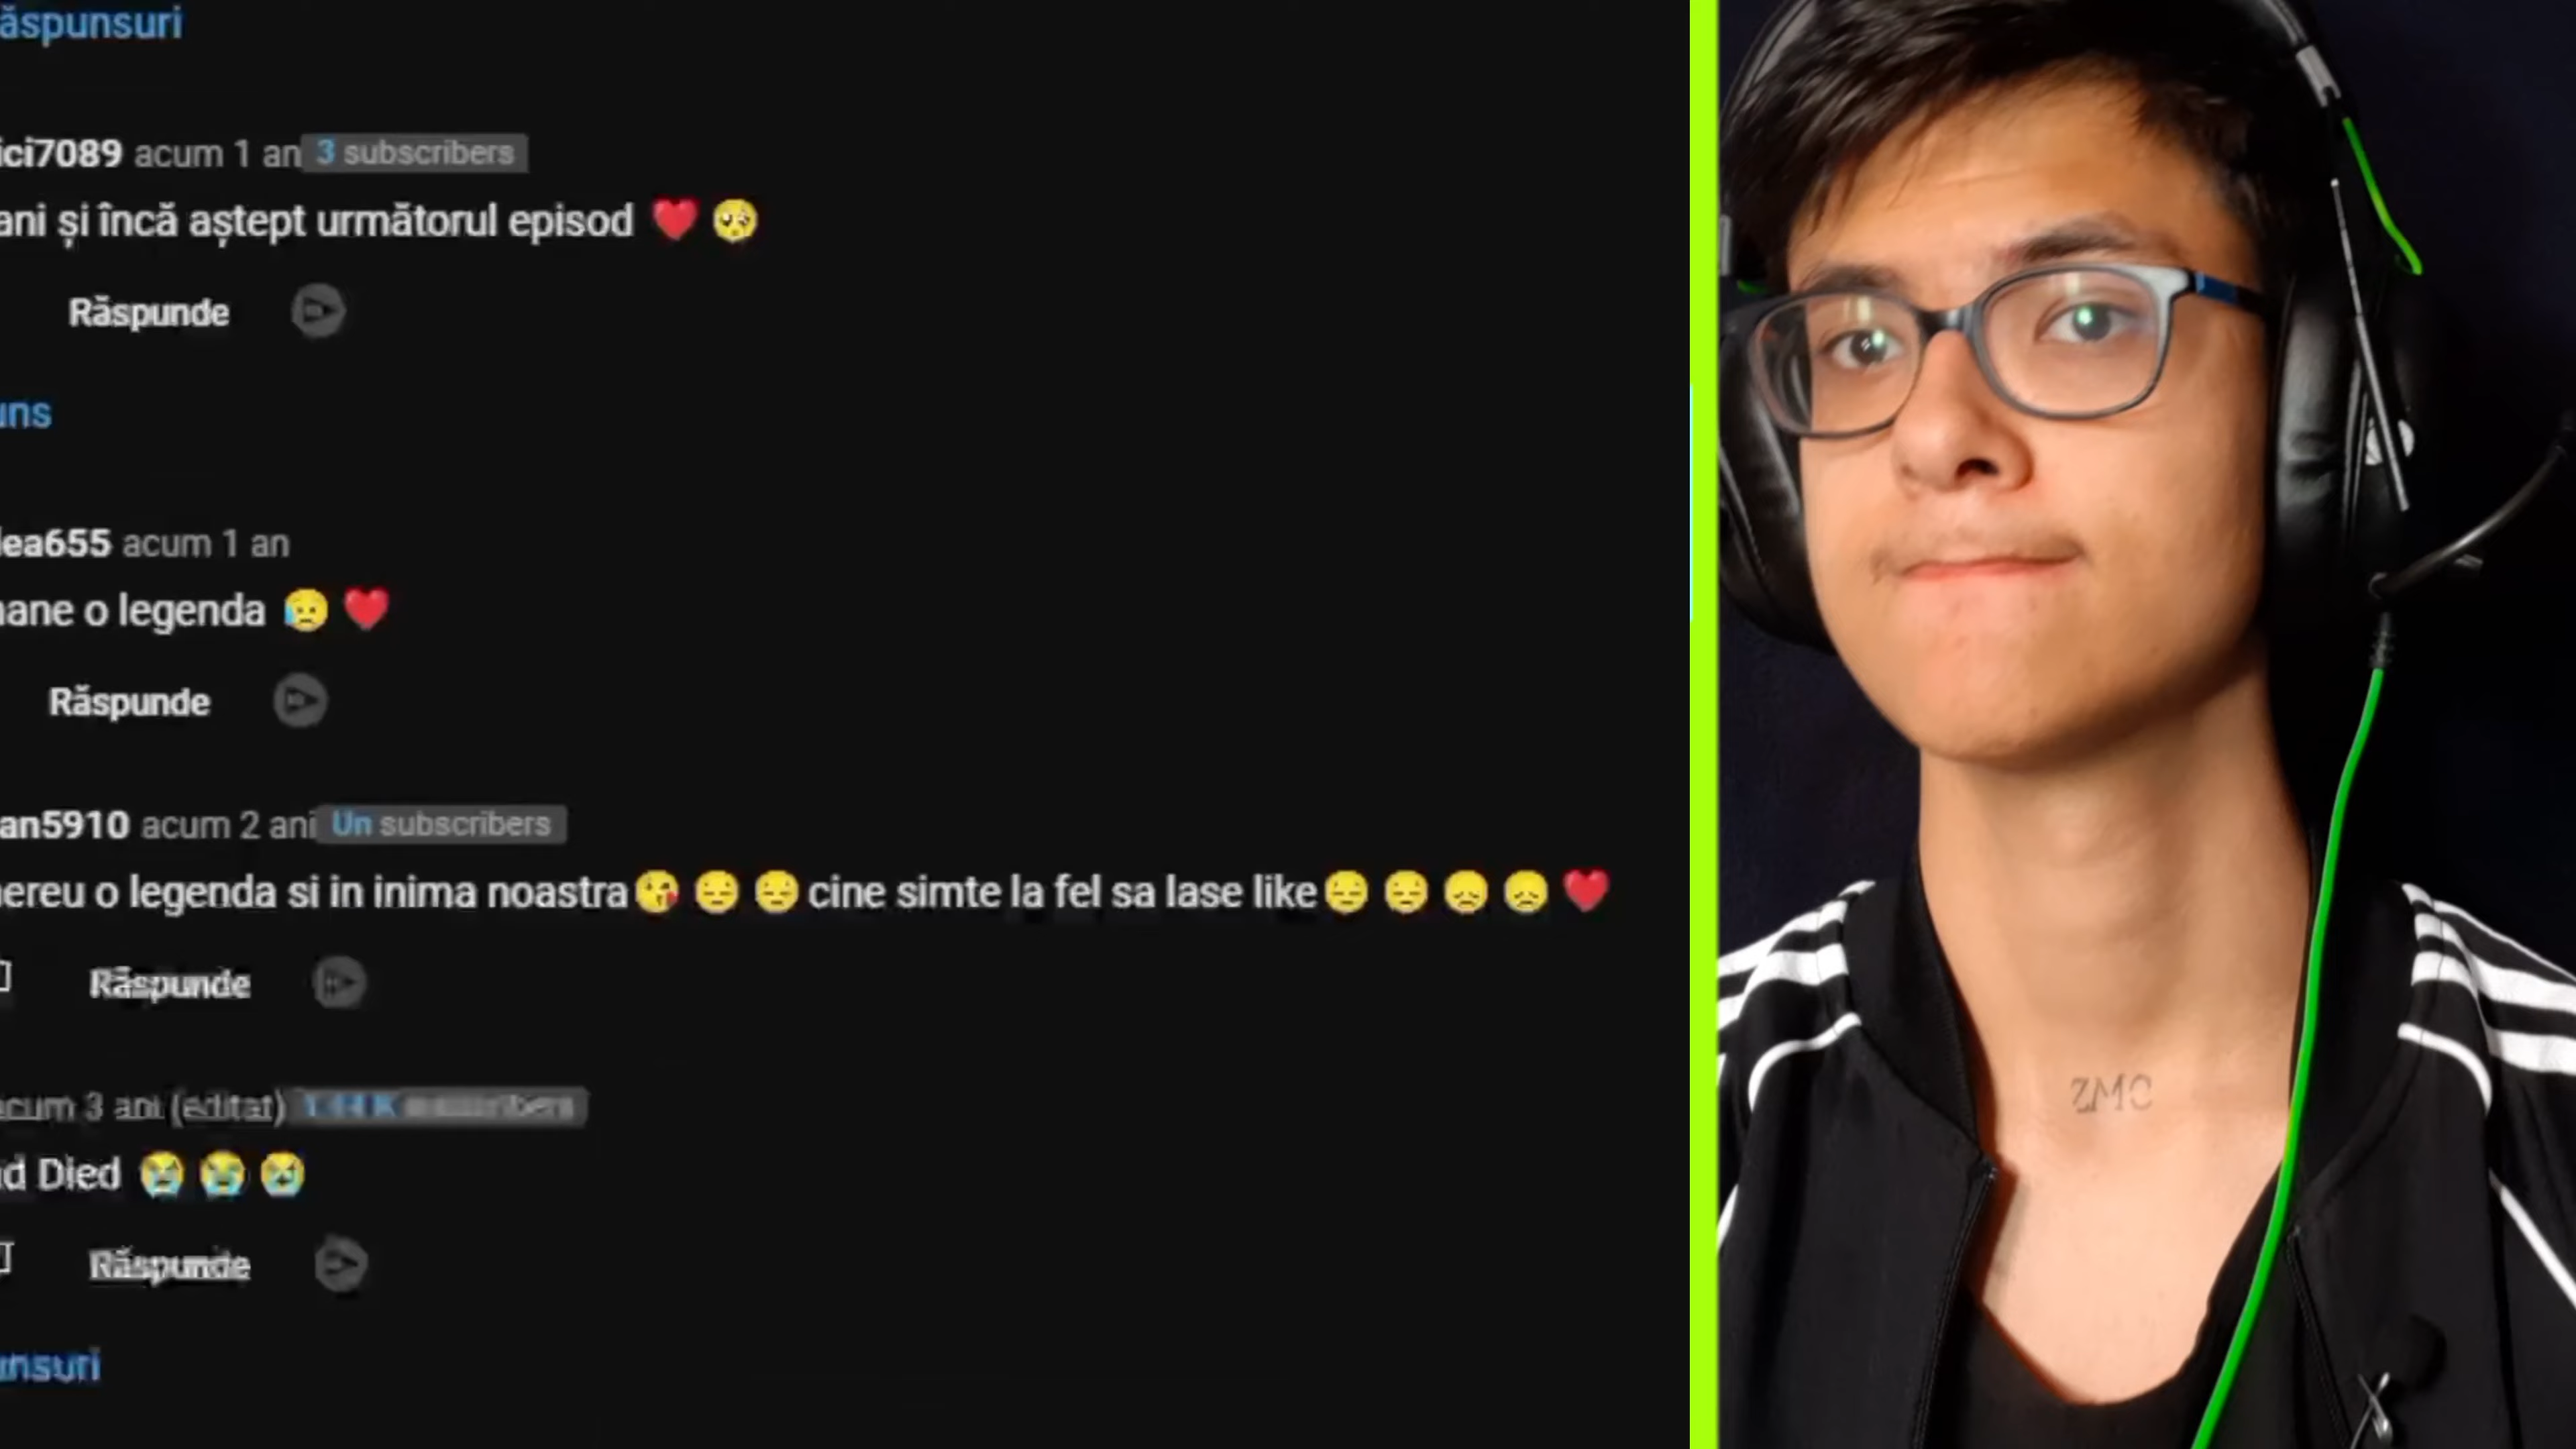 ăspunsuri
ici7089 acum 1 an 3 subscribers
ani și încă aștept următorul episod ❤️ 🥺
Răspunde
uns
lea655 acum 1 an
nane o legenda 😥 ❤️
Răspunde
an5910 acum 2 ani Un subscribers
ereu o legenda si in inima noastra😘 😑 😑 cine simte la fel sa lase like😑 😑 😞 😞 ❤️
Răspunde
acum 3 ani (editat) subscribers
d Died 😭 😭 😭
Răspunde
unsuri
ZMC